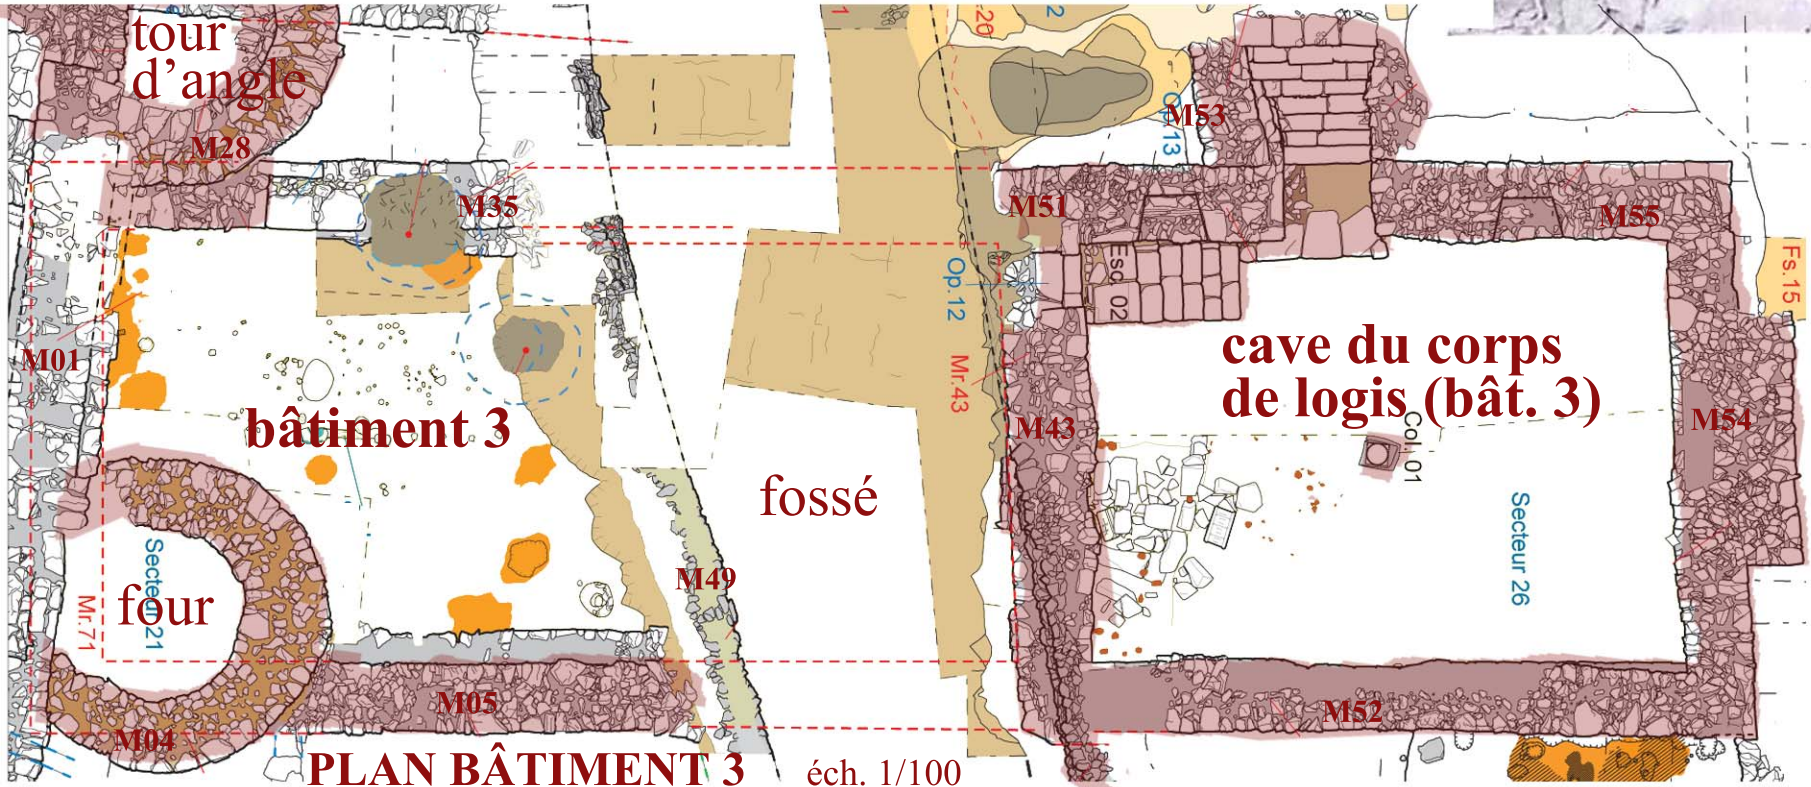 tour
d’angle
M28
M35
M01
bâtiment 3
four
Secteur 21
Mr.71
M04
M05
M49
fossé
PLAN BÂTIMENT 3
éch. 1/100
Op.12
Mr.43
Op.13
M53
M51
M55
Esc. 02
Fs.15
cave du corps
de logis (bât. 3)
M43
M54
Col. 01
Secteur 26
M52